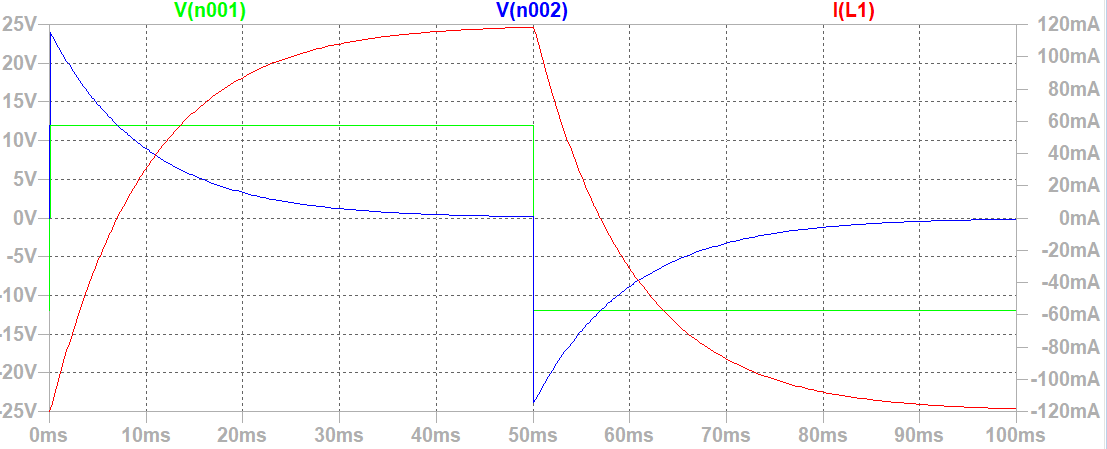 V(n001) V(n002) I(L1)
25V 120mA
20V 100mA
15V 80mA
10V 60mA
5V 40mA
0V 20mA
-5V 0mA
-10V -20mA
-15V -40mA
-20V -60mA
-25V -80mA
-100mA
-120mA
0ms 10ms 20ms 30ms 40ms 50ms 60ms 70ms 80ms 90ms 100ms